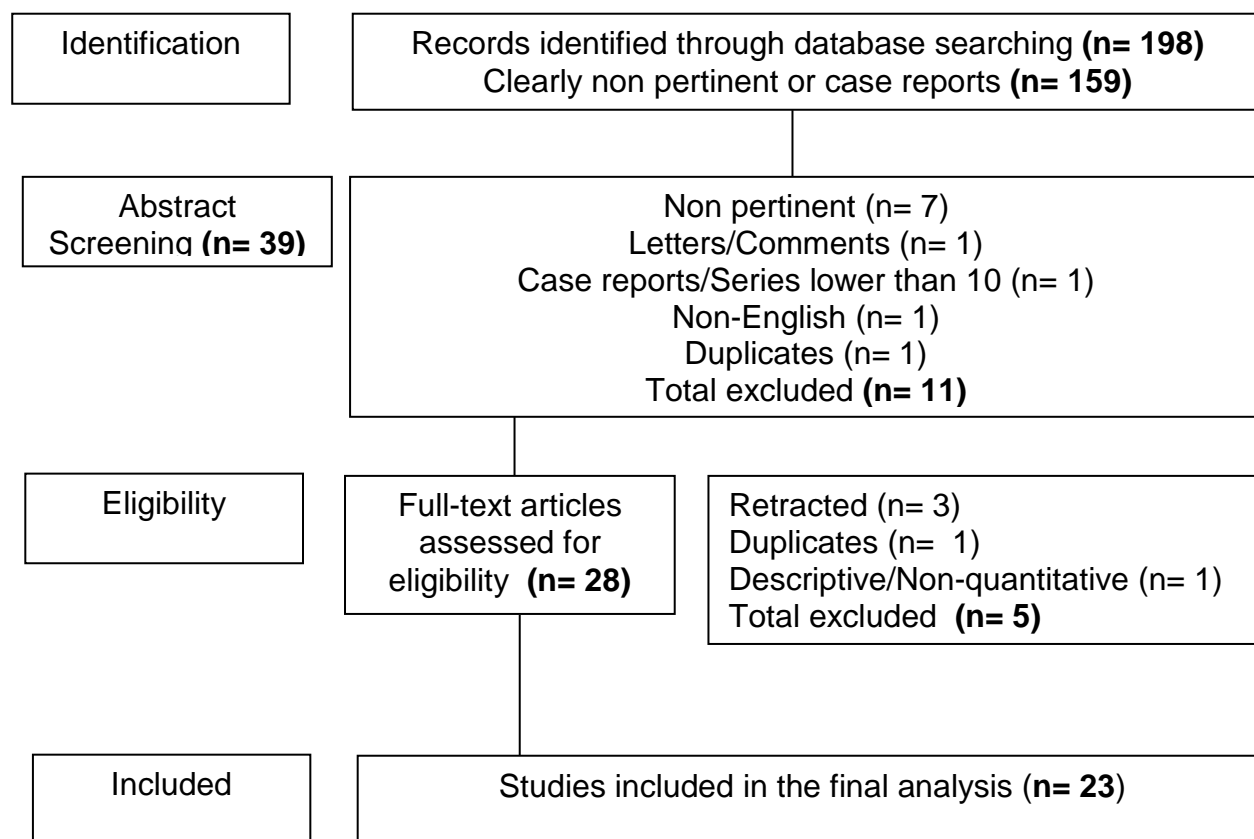 Identification
Records identified through database searching (n= 198)
Clearly non pertinent or case reports (n= 159)
Abstract
Screening (n= 39)
Non pertinent (n= 7)
Letters/Comments (n= 1)
Case reports/Series lower than 10 (n= 1)
Non-English (n= 1)
Duplicates (n= 1)
Total excluded (n= 11)
Eligibility
Full-text articles
assessed for
eligibility (n= 28)
Retracted (n= 3)
Duplicates (n= 1)
Descriptive/Non-quantitative (n= 1)
Total excluded (n= 5)
Included
Studies included in the final analysis (n= 23)